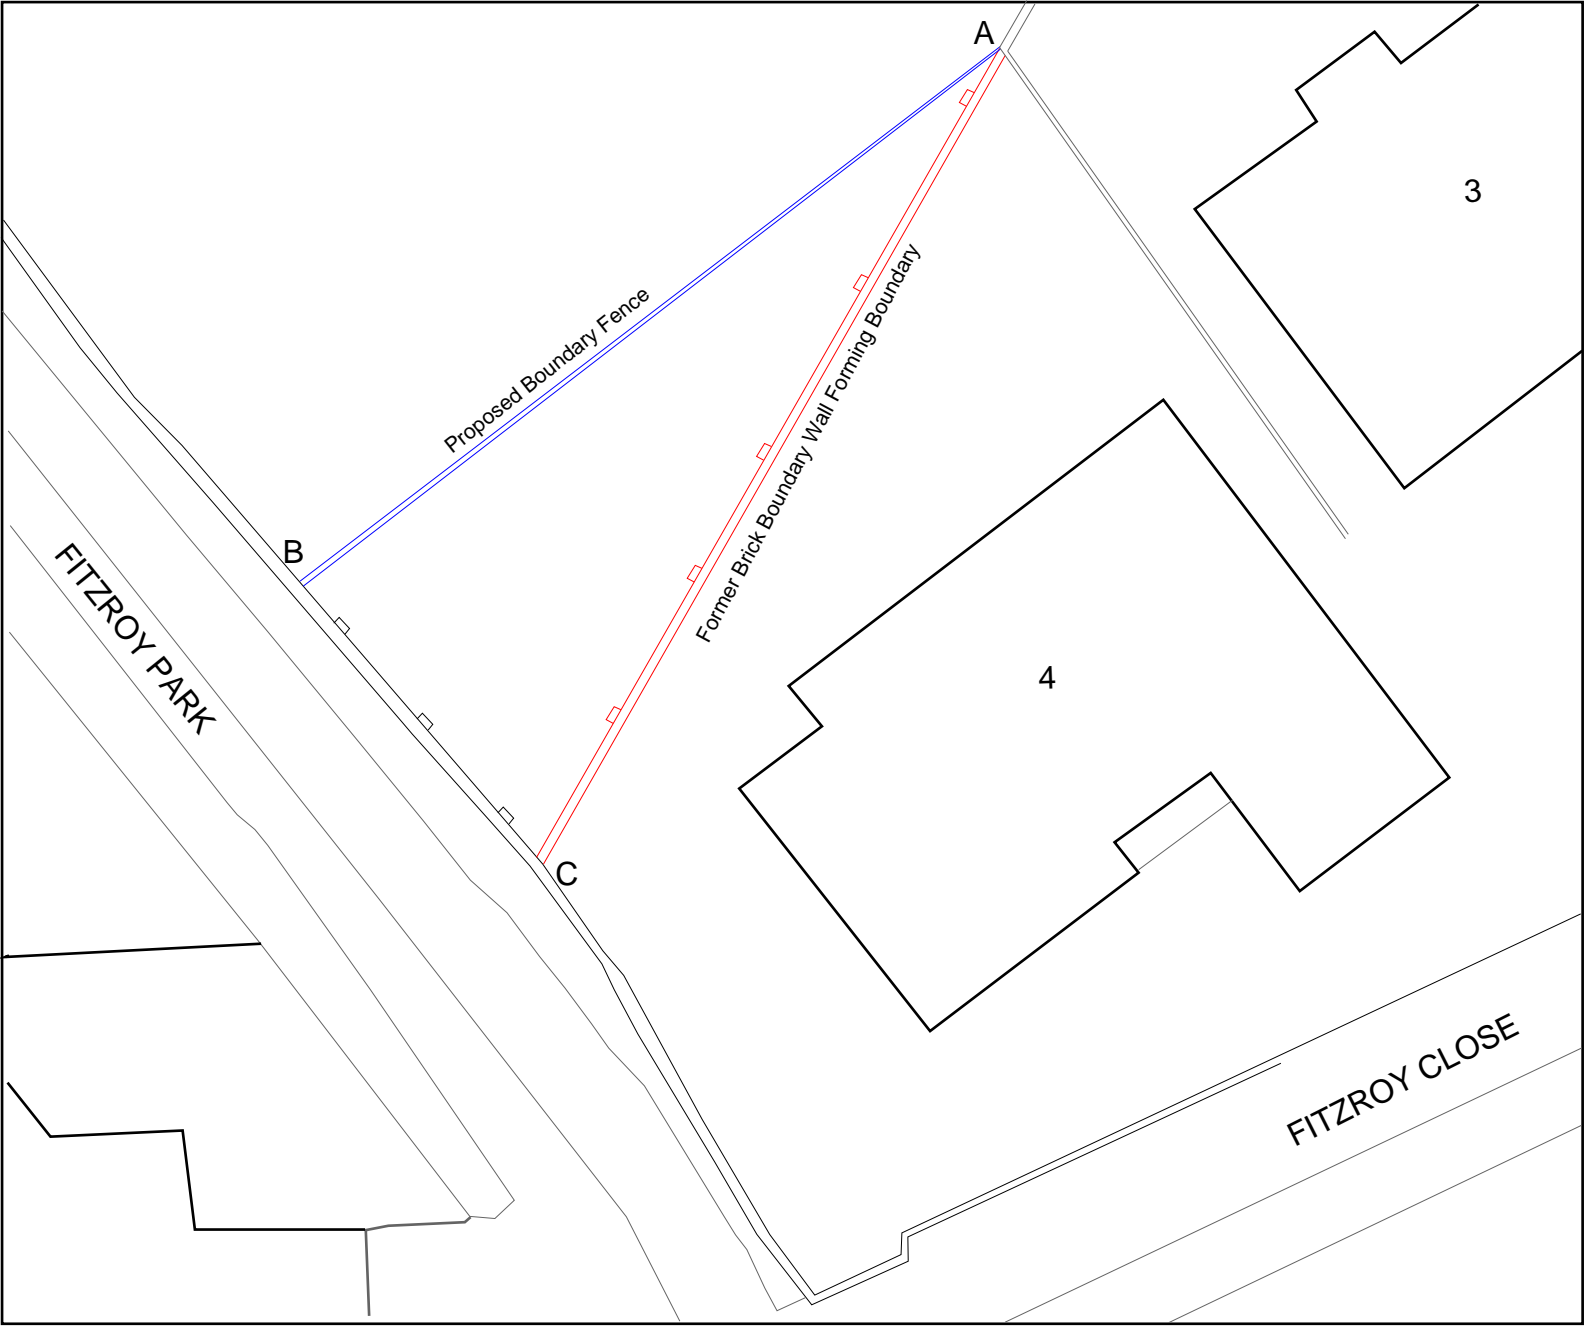 A
3
Proposed Boundary Fence
Former Brick Boundary Wall Forming Boundary
B
FITZROY PARK
4
C
FITZROY CLOSE